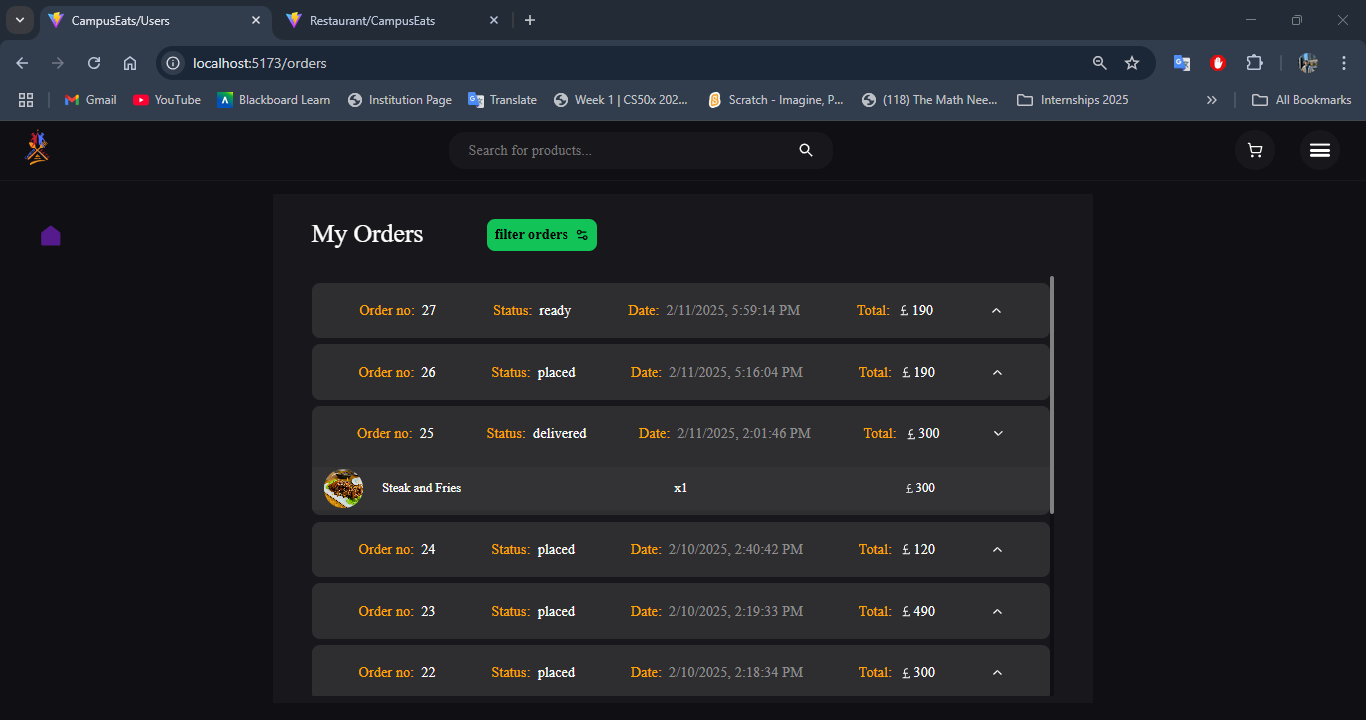 CampusEats/Users
Restaurant/CampusEats
localhost:5173/orders
Gmail YouTube Blackboard Learn Institution Page Translate Week 1 | CS50x 202... Scratch - Imagine, P... (118) The Math Nee... Internships 2025 » All Bookmarks
Search for products...
My Orders
filter orders
Order no: 27 Status: ready Date: 2/11/2025, 5:59:14 PM Total: £ 190
Order no: 26 Status: placed Date: 2/11/2025, 5:16:04 PM Total: £ 190
Order no: 25 Status: delivered Date: 2/11/2025, 2:01:46 PM Total: £ 300
Steak and Fries x1 £ 300
Order no: 24 Status: placed Date: 2/10/2025, 2:40:42 PM Total: £ 120
Order no: 23 Status: placed Date: 2/10/2025, 2:19:33 PM Total: £ 490
Order no: 22 Status: placed Date: 2/10/2025, 2:18:34 PM Total: £ 300